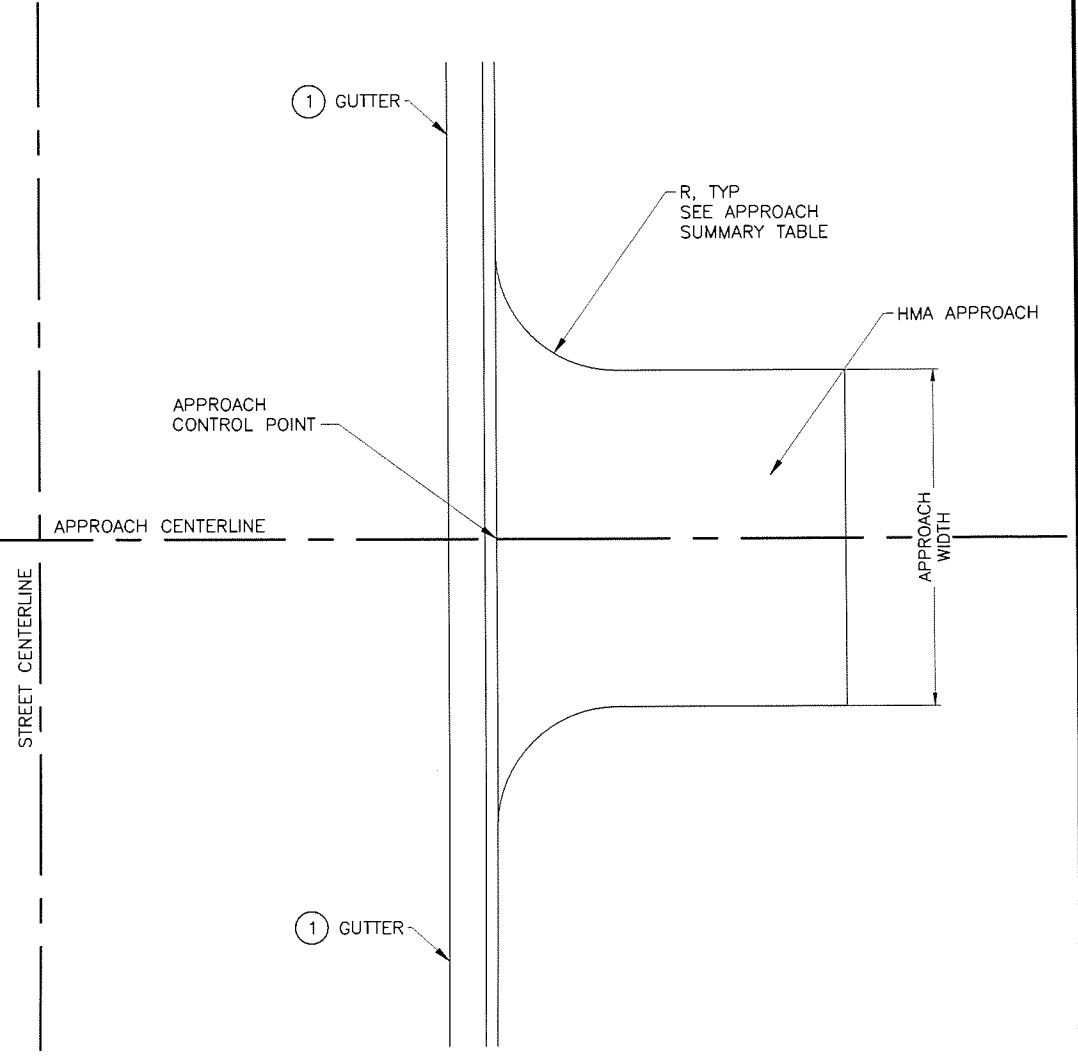 1 GUTTER
R, TYP
SEE APPROACH
SUMMARY TABLE
HMA APPROACH
APPROACH
CONTROL POINT
APPROACH CENTERLINE
APPROACH
WIDTH
STREET CENTERLINE
1 GUTTER